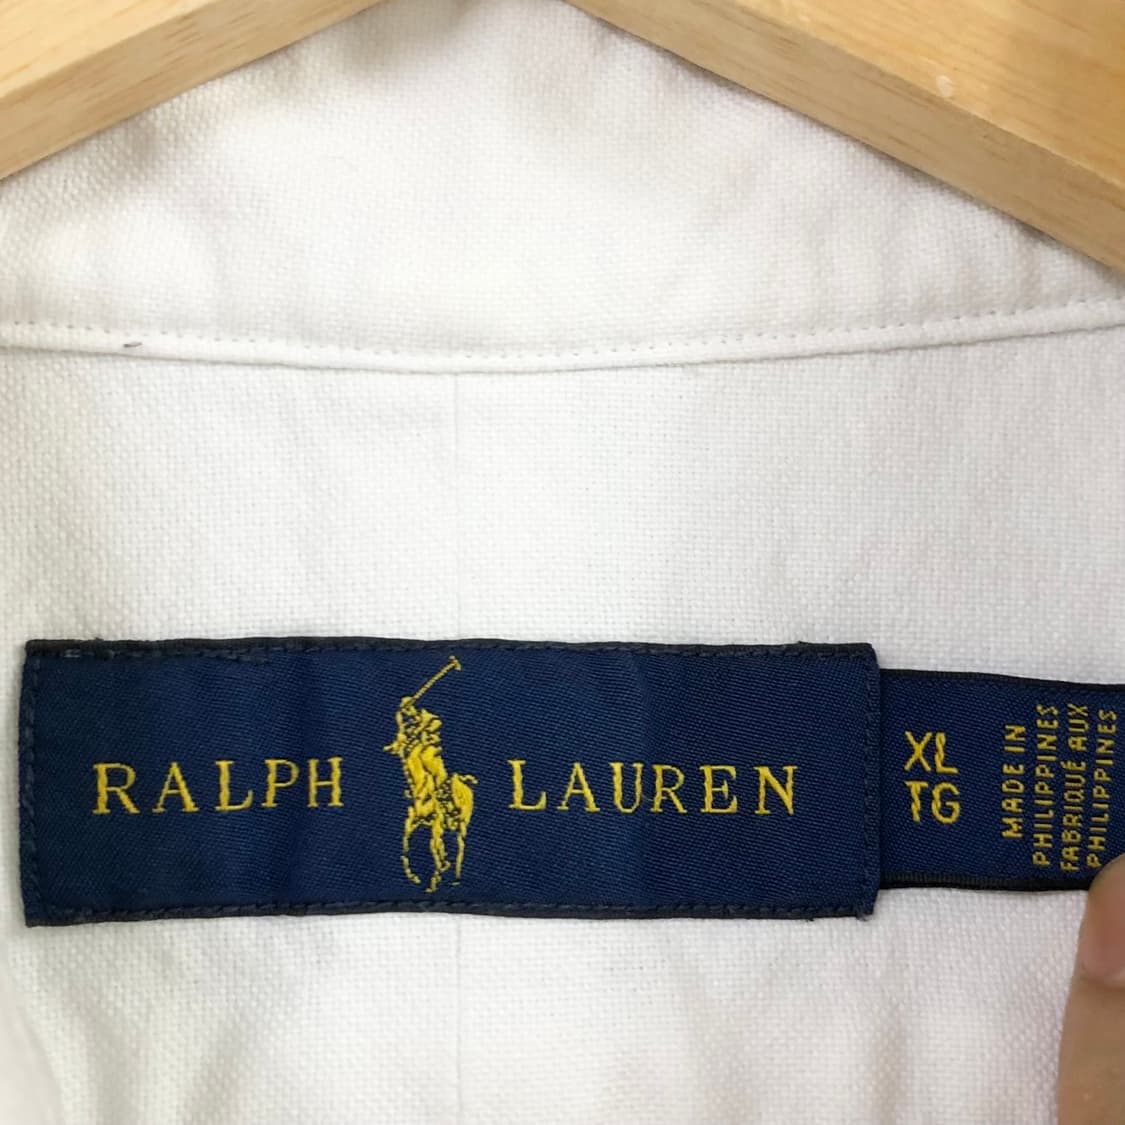 RALPH LAUREN
XL
TG
MADE IN
PHILIPPINES
FABRIQUÉ AUX
PHILIPPINES